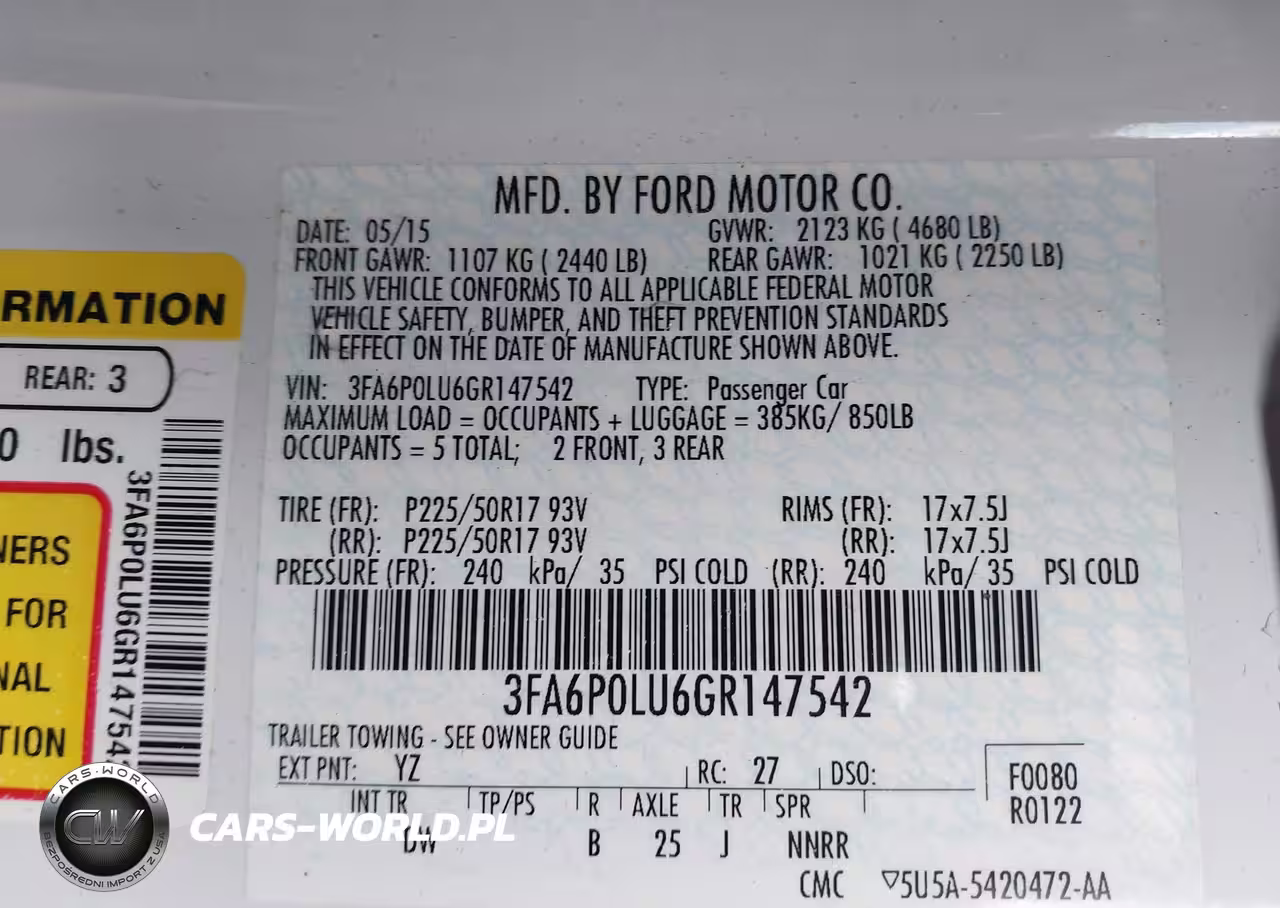 MFD. BY FORD MOTOR CO.
DATE: 05/15 GVWR: 2123 KG ( 4680 LB)
FRONT GAWR: 1107 KG ( 2440 LB) REAR GAWR: 1021 KG ( 2250 LB)
THIS VEHICLE CONFORMS TO ALL APPLICABLE FEDERAL MOTOR
VEHICLE SAFETY, BUMPER, AND THEFT PREVENTION STANDARDS
IN EFFECT ON THE DATE OF MANUFACTURE SHOWN ABOVE.
VIN: 3FA6P0LU6GR147542 TYPE: Passenger Car
MAXIMUM LOAD = OCCUPANTS + LUGGAGE = 385KG/ 850LB
OCCUPANTS = 5 TOTAL; 2 FRONT, 3 REAR
TIRE (FR): P225/50R17 93V RIMS (FR): 17x7.5J
(RR): P225/50R17 93V (RR): 17x7.5J
PRESSURE (FR): 240 kPa/ 35 PSI COLD (RR): 240 kPa/ 35 PSI COLD
3FA6P0LU6GR147542
TRAILER TOWING - SEE OWNER GUIDE
EXT PNT: YZ RC: 27 DSO:
F0080
R0122
INT TR TP/PS R AXLE TR SPR
DW B 25 J NNRR
CMC ▽5U5A-5420472-AA
RMATION
REAR: 3
0 lbs.
3FA6P0LU6GR14754
NERS
FOR
NAL
TION
CARS-WORLD
CW
BEZPOŚREDNI IMPORT Z USA
CARS-WORLD.PL